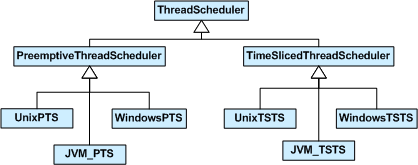 ThreadScheduler
PreemptiveThreadScheduler
TimeSlicedThreadScheduler
UnixPTS
WindowsPTS
UnixTSTS
WindowsTSTS
JVM_PTS
JVM_TSTS